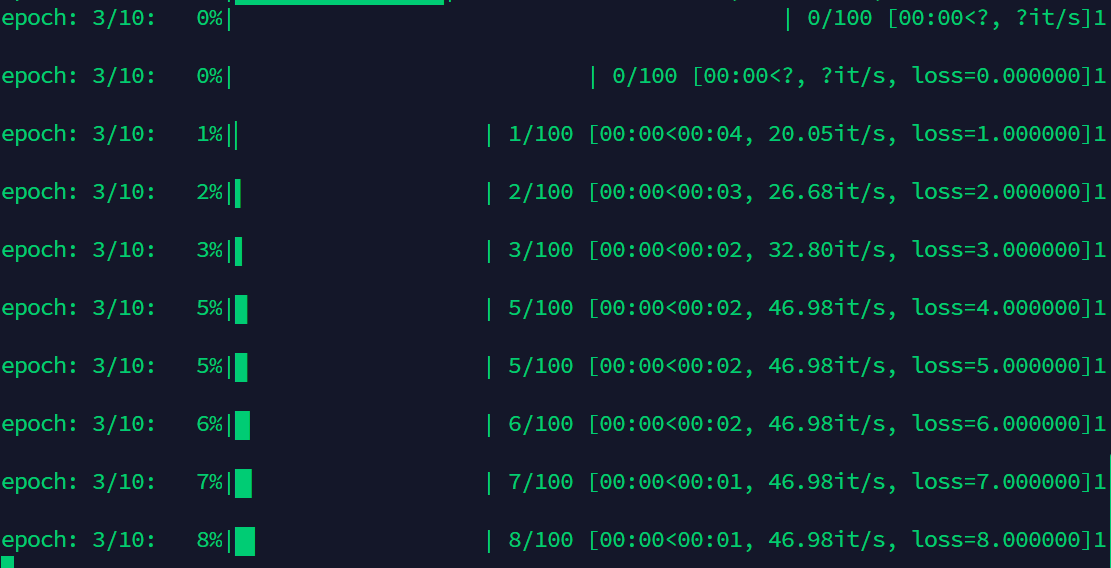 epoch: 3/10:   0%|                                           | 0/100 [00:00<?, ?it/s]1
epoch: 3/10:   0%|                            | 0/100 [00:00<?, ?it/s, loss=0.000000]1
epoch: 3/10:   1%|                    | 1/100 [00:00<00:04, 20.05it/s, loss=1.000000]1
epoch: 3/10:   2%|                    | 2/100 [00:00<00:03, 26.68it/s, loss=2.000000]1
epoch: 3/10:   3%|                    | 3/100 [00:00<00:02, 32.80it/s, loss=3.000000]1
epoch: 3/10:   5%|                    | 5/100 [00:00<00:02, 46.98it/s, loss=4.000000]1
epoch: 3/10:   5%|                    | 5/100 [00:00<00:02, 46.98it/s, loss=5.000000]1
epoch: 3/10:   6%|                    | 6/100 [00:00<00:02, 46.98it/s, loss=6.000000]1
epoch: 3/10:   7%|                    | 7/100 [00:00<00:01, 46.98it/s, loss=7.000000]1
epoch: 3/10:   8%|                    | 8/100 [00:00<00:01, 46.98it/s, loss=8.000000]1